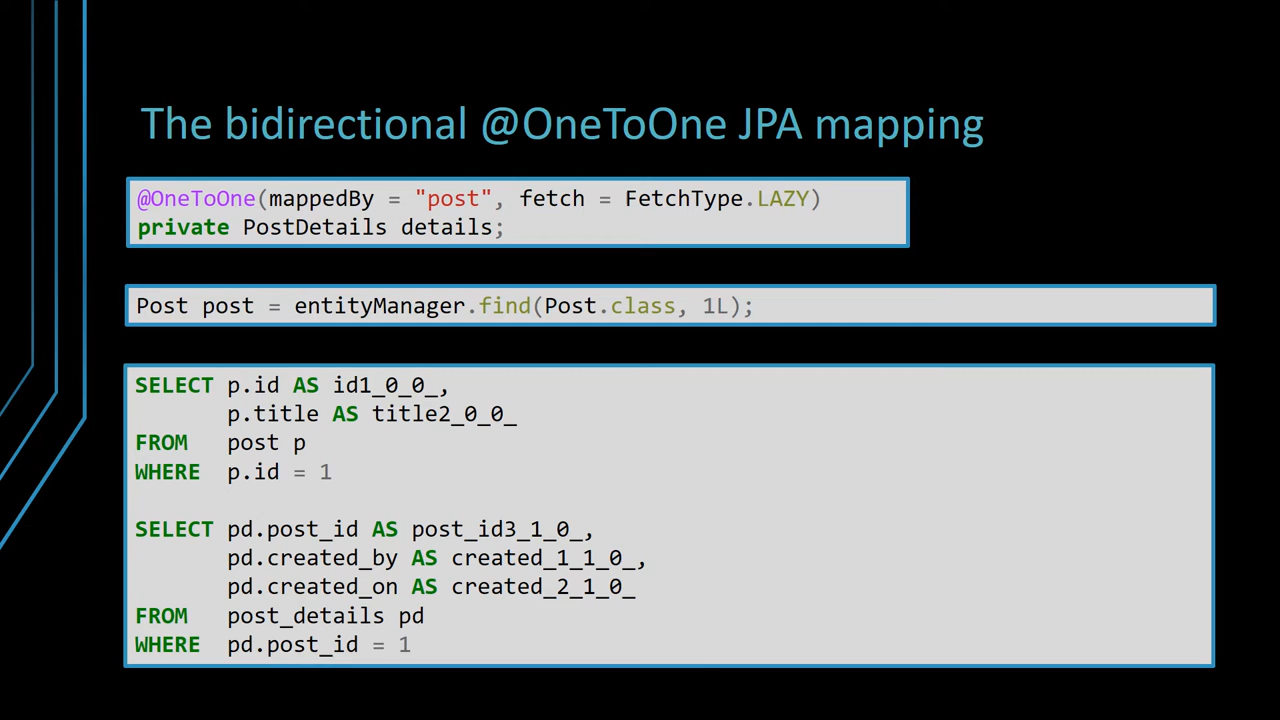 The bidirectional @OneToOne JPA mapping
@OneToOne(mappedBy = "post", fetch = FetchType.LAZY)
private PostDetails details;
Post post = entityManager.find(Post.class, 1L);
SELECT p.id AS id1_0_0_,
p.title AS title2_0_0_
FROM post p
WHERE p.id = 1
SELECT pd.post_id AS post_id3_1_0_,
pd.created_by AS created_1_1_0_,
pd.created_on AS created_2_1_0_
FROM post_details pd
WHERE pd.post_id = 1